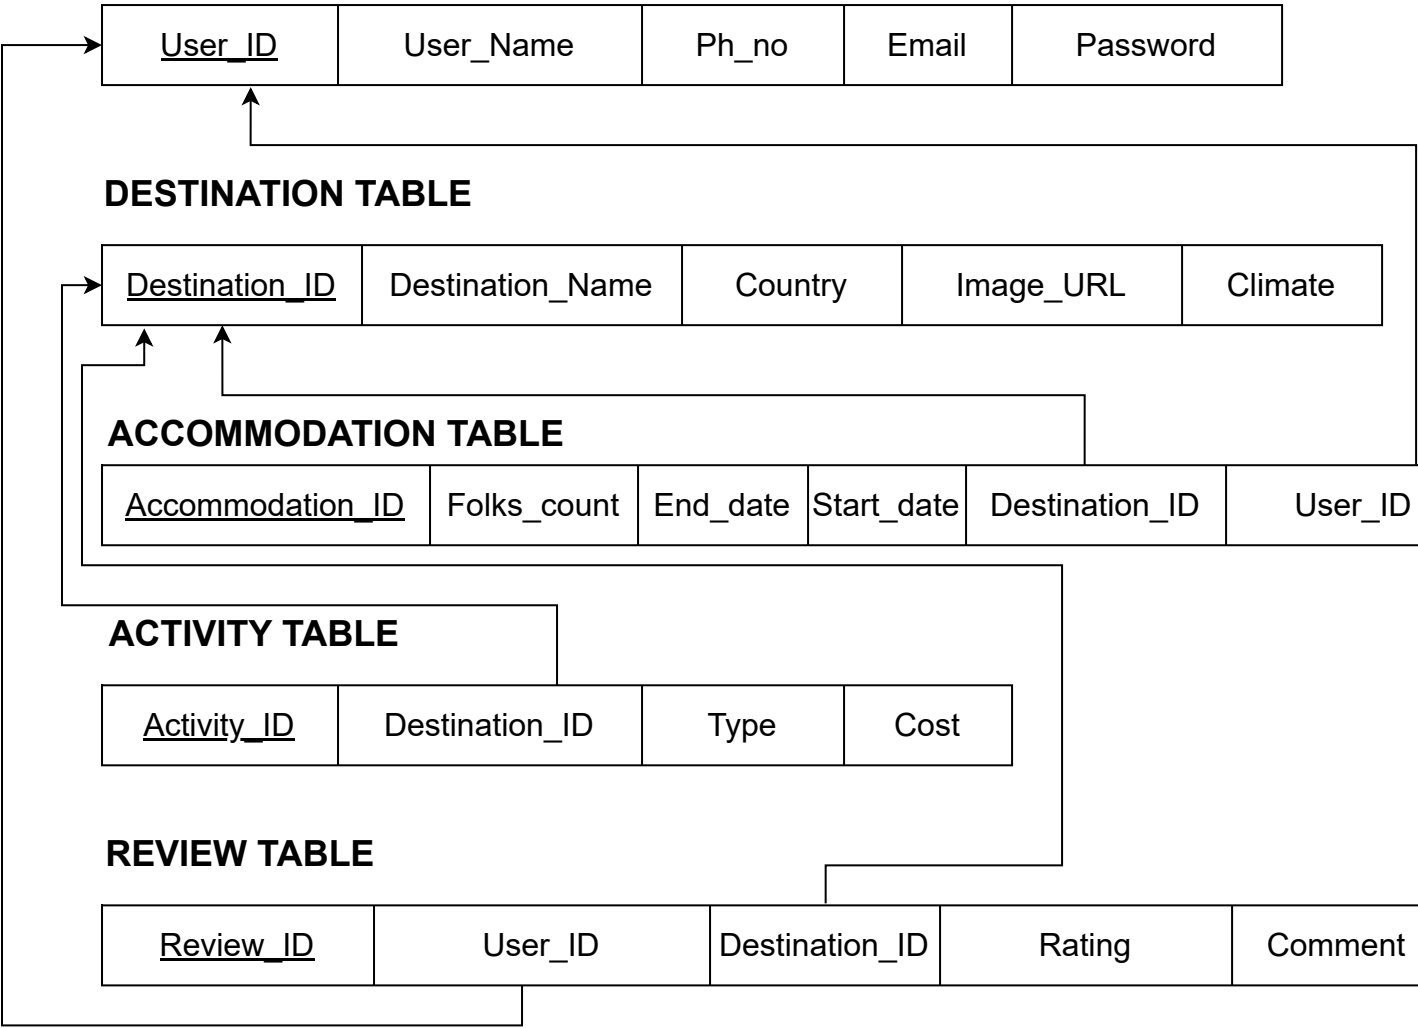 User_ID User_Name Ph_no Email Password
DESTINATION TABLE
Destination_ID Destination_Name Country Image_URL Climate
ACCOMMODATION TABLE
Accommodation_ID Folks_count End_date Start_date Destination_ID User_ID
ACTIVITY TABLE
Activity_ID Destination_ID Type Cost
REVIEW TABLE
Review_ID User_ID Destination_ID Rating Comment